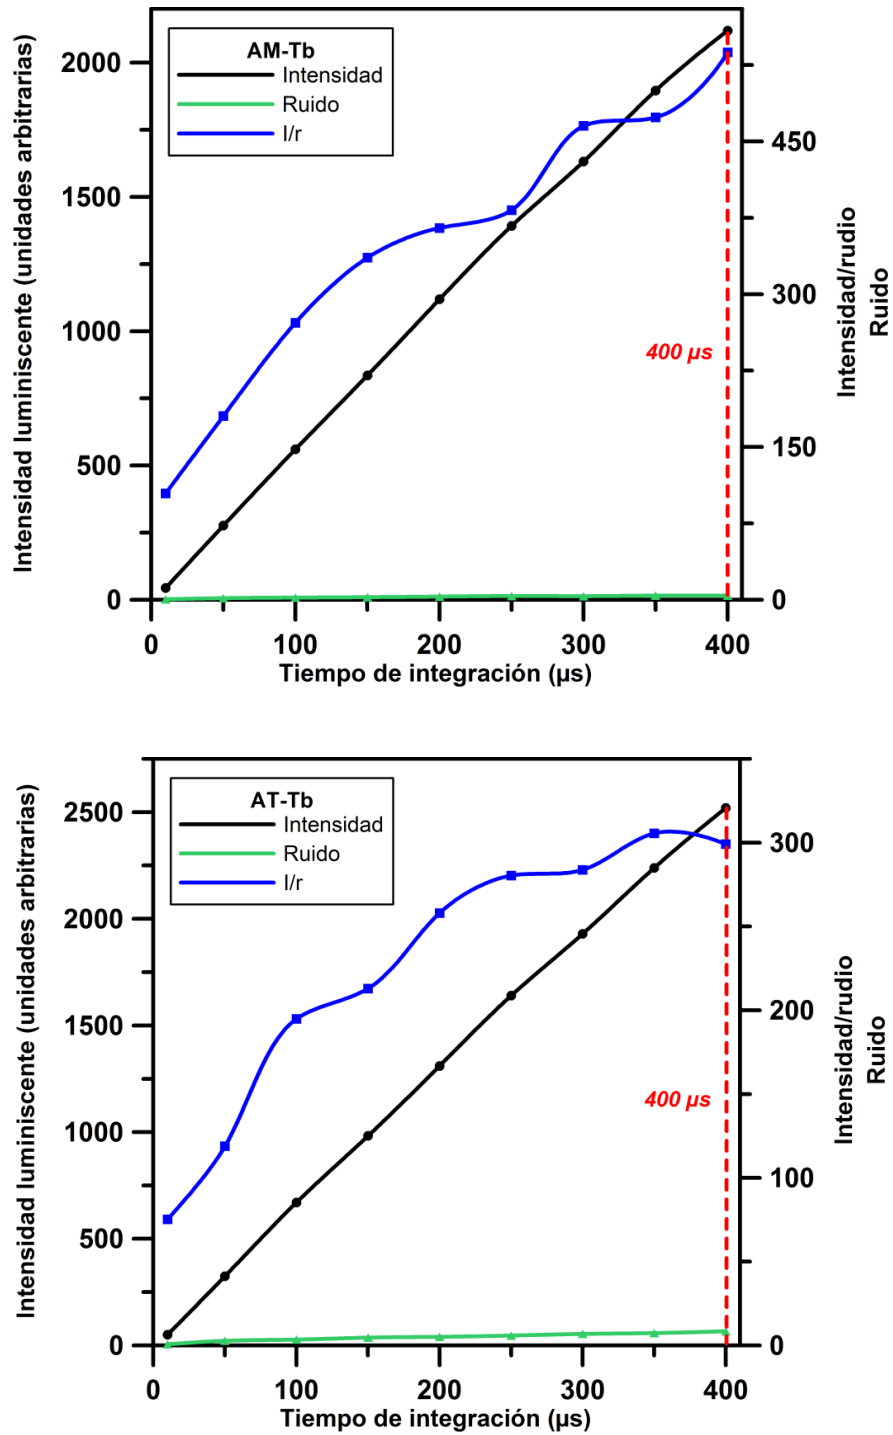 AM-Tb
Intensidad
Ruido
I/r
Intensidad luminiscente (unidades arbitrarias)
2000
1500
1000
500
0
450
300
150
0
Intensidad/rudio
Ruido
400 µs
0 100 200 300 400
Tiempo de integración (µs)
AT-Tb
Intensidad
Ruido
I/r
Intensidad luminiscente (unidades arbitrarias)
2500
2000
1500
1000
500
0
300
200
100
0
Intensidad/rudio
Ruido
400 µs
0 100 200 300 400
Tiempo de integración (µs)